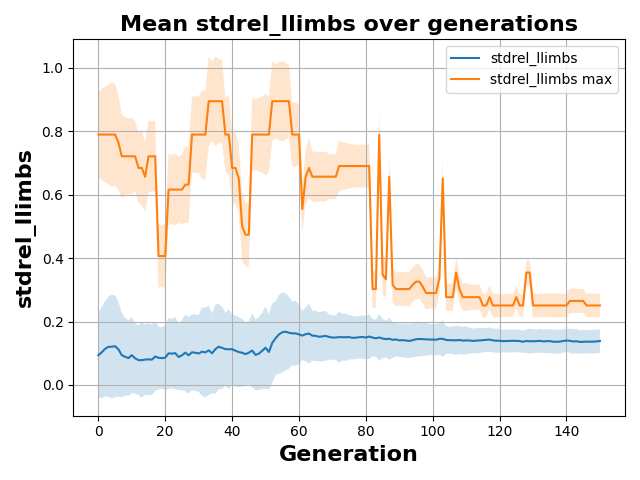 Mean stdrel_llimbs over generations
stdrel_llimbs
stdrel_llimbs max
1.0
0.8
0.6
0.4
0.2
0.0
stdrel_llimbs
0 20 40 60 80 100 120 140
Generation